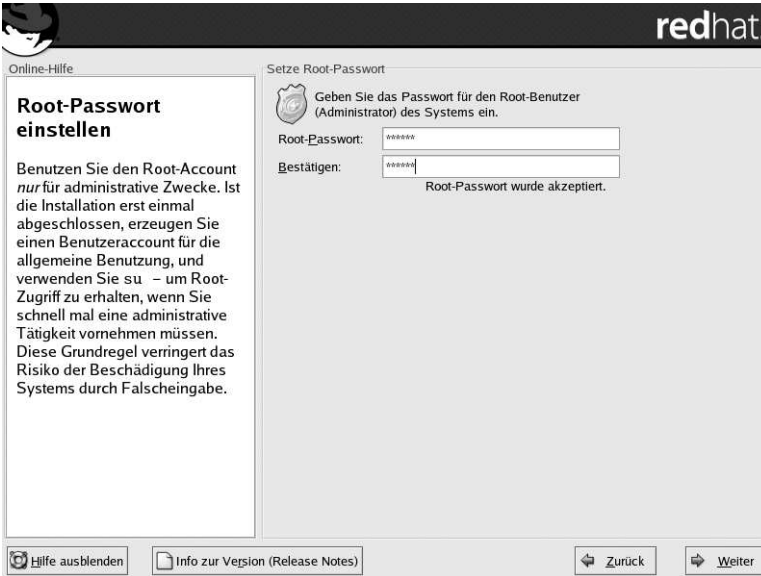 redhat.
Online-Hilfe
Root-Passwort
einstellen
Benutzen Sie den Root-Account
nur für administrative Zwecke. Ist
die Installation erst einmal
abgeschlossen, erzeugen Sie
einen Benutzeraccount für die
allgemeine Benutzung, und
verwenden Sie su - um Root-
Zugriff zu erhalten, wenn Sie
schnell mal eine administrative
Tätigkeit vornehmen müssen.
Diese Grundregel verringert das
Risiko der Beschädigung Ihres
Systems durch Falscheingabe.
Setze Root-Passwort
Geben Sie das Passwort für den Root-Benutzer
(Administrator) des Systems ein.
Root-Passwort: ******
Bestätigen: ******
Root-Passwort wurde akzeptiert.
Hilfe ausblenden
Info zur Version (Release Notes)
Zurück
Weiter